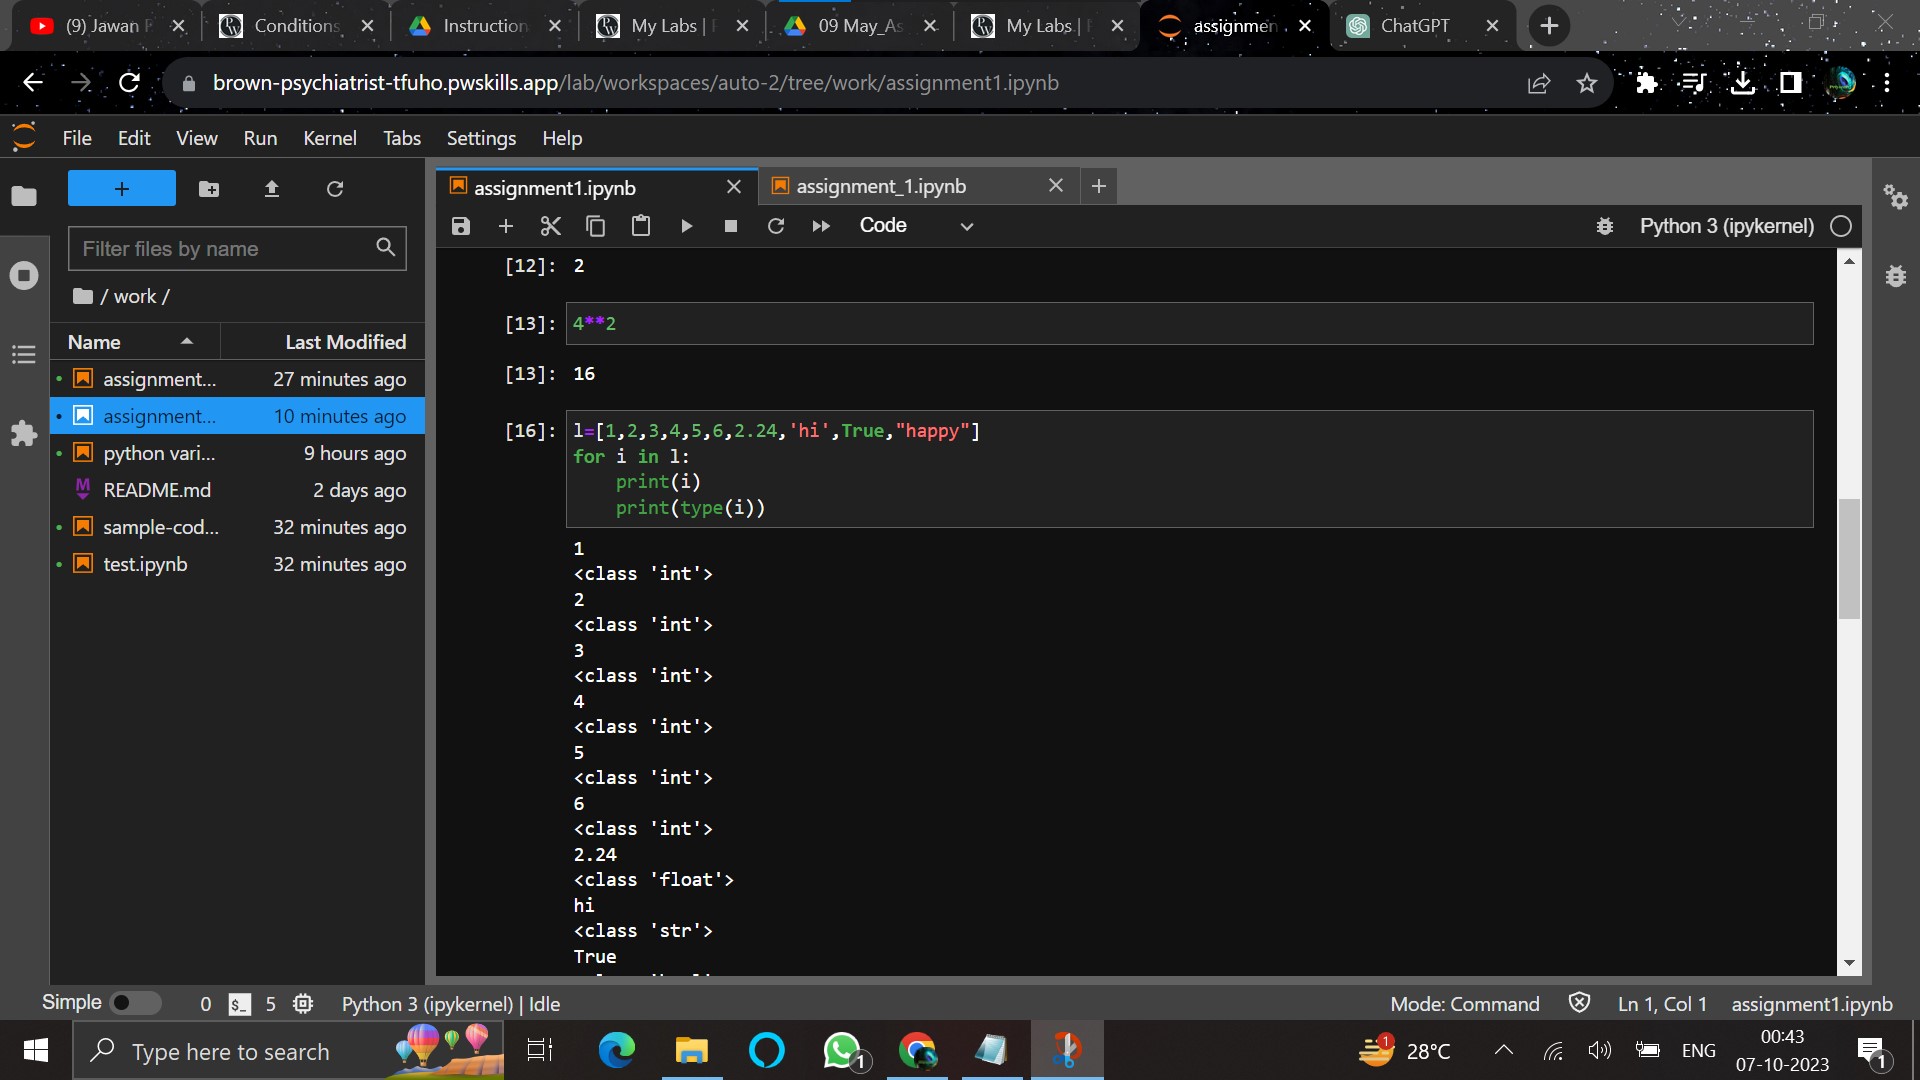 (9) Jawan
Conditions
Instruction
My Labs |
09 May_As
My Labs |
assignmen
ChatGPT
brown-psychiatrist-tfuho.pwskills.app/lab/workspaces/auto-2/tree/work/assignment1.ipynb
File Edit View Run Kernel Tabs Settings Help
+
assignment1.ipynb
assignment_1.ipynb
Code
Python 3 (ipykernel)
Filter files by name
/ work /
Name Last Modified
assignment... 27 minutes ago
assignment... 10 minutes ago
python vari... 9 hours ago
README.md 2 days ago
sample-cod... 32 minutes ago
test.ipynb 32 minutes ago
[12]: 2
[13]: 4**2
[13]: 16
[16]: l=[1,2,3,4,5,6,2.24,'hi',True,"happy"]
for i in l:
    print(i)
    print(type(i))
1
<class 'int'>
2
<class 'int'>
3
<class 'int'>
4
<class 'int'>
5
<class 'int'>
6
<class 'int'>
2.24
<class 'float'>
hi
<class 'str'>
True
Simple 0 $_ 5 Python 3 (ipykernel) | Idle
Mode: Command Ln 1, Col 1 assignment1.ipynb
Type here to search
1
1
28°C
ENG
00:43
07-10-2023
1